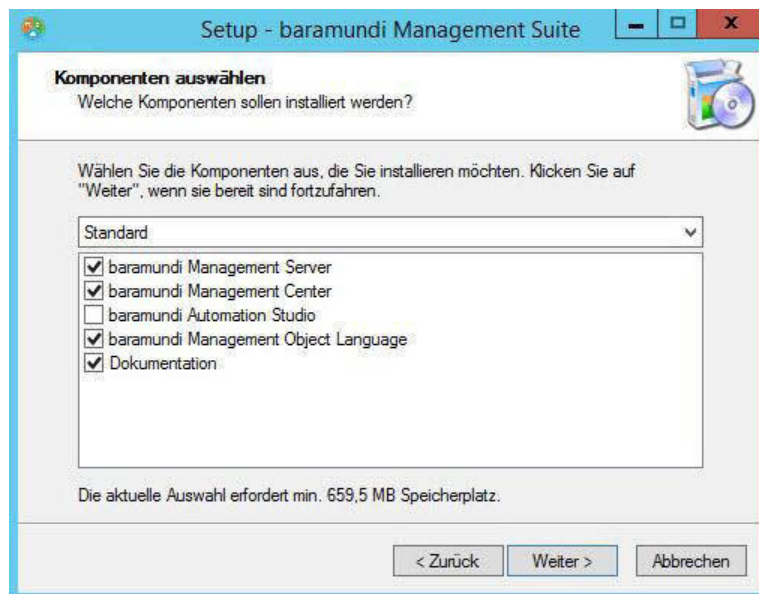 Setup - baramundi Management Suite
Komponenten auswählen
Welche Komponenten sollen installiert werden?
Wählen Sie die Komponenten aus, die Sie installieren möchten. Klicken Sie auf
"Weiter", wenn sie bereit sind fortzufahren.
Standard
baramundi Management Server
baramundi Management Center
baramundi Automation Studio
baramundi Management Object Language
Dokumentation
Die aktuelle Auswahl erfordert min. 659,5 MB Speicherplatz.
< Zurück Weiter > Abbrechen